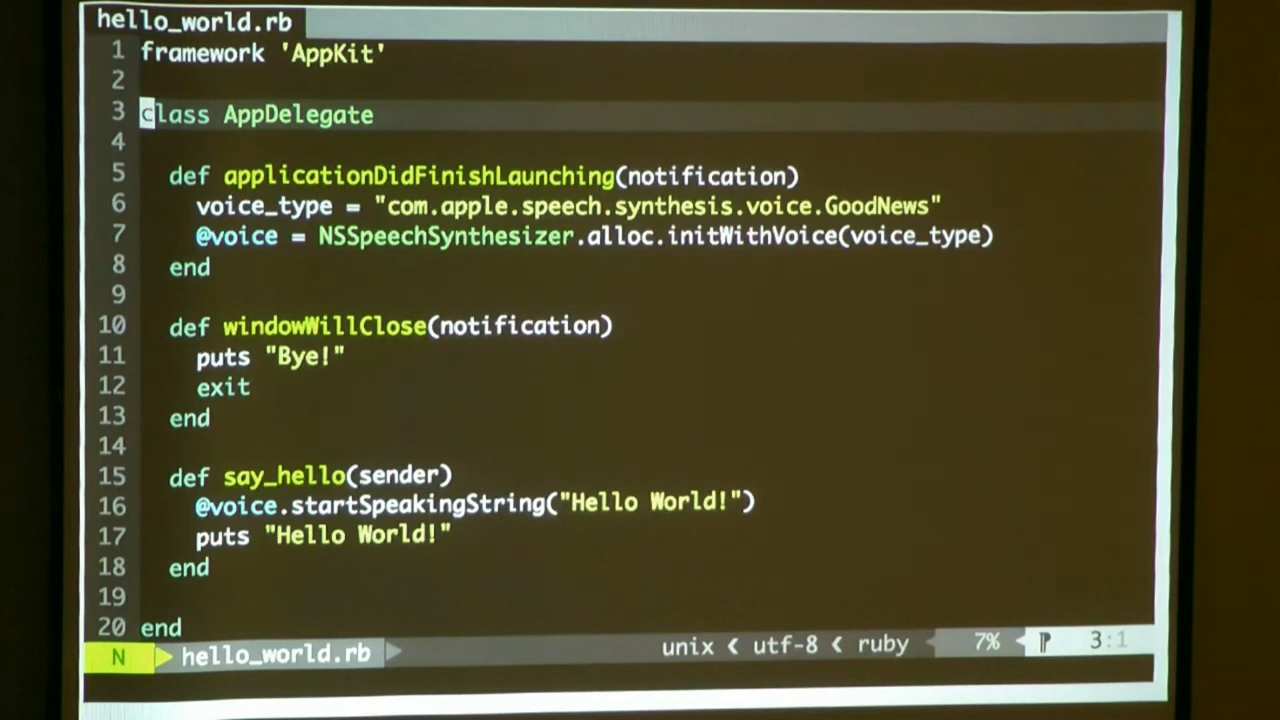 hello_world.rb
1 framework 'AppKit'
2
3 class AppDelegate
4
5   def applicationDidFinishLaunching(notification)
6     voice_type = "com.apple.speech.synthesis.voice.GoodNews"
7     @voice = NSSpeechSynthesizer.alloc.initWithVoice(voice_type)
8   end
9
10   def windowWillClose(notification)
11     puts "Bye!"
12     exit
13   end
14
15   def say_hello(sender)
16     @voice.startSpeakingString("Hello World!")
17     puts "Hello World!"
18   end
19
20 end
N hello_world.rb unix < utf-8 < ruby 7% 3:1